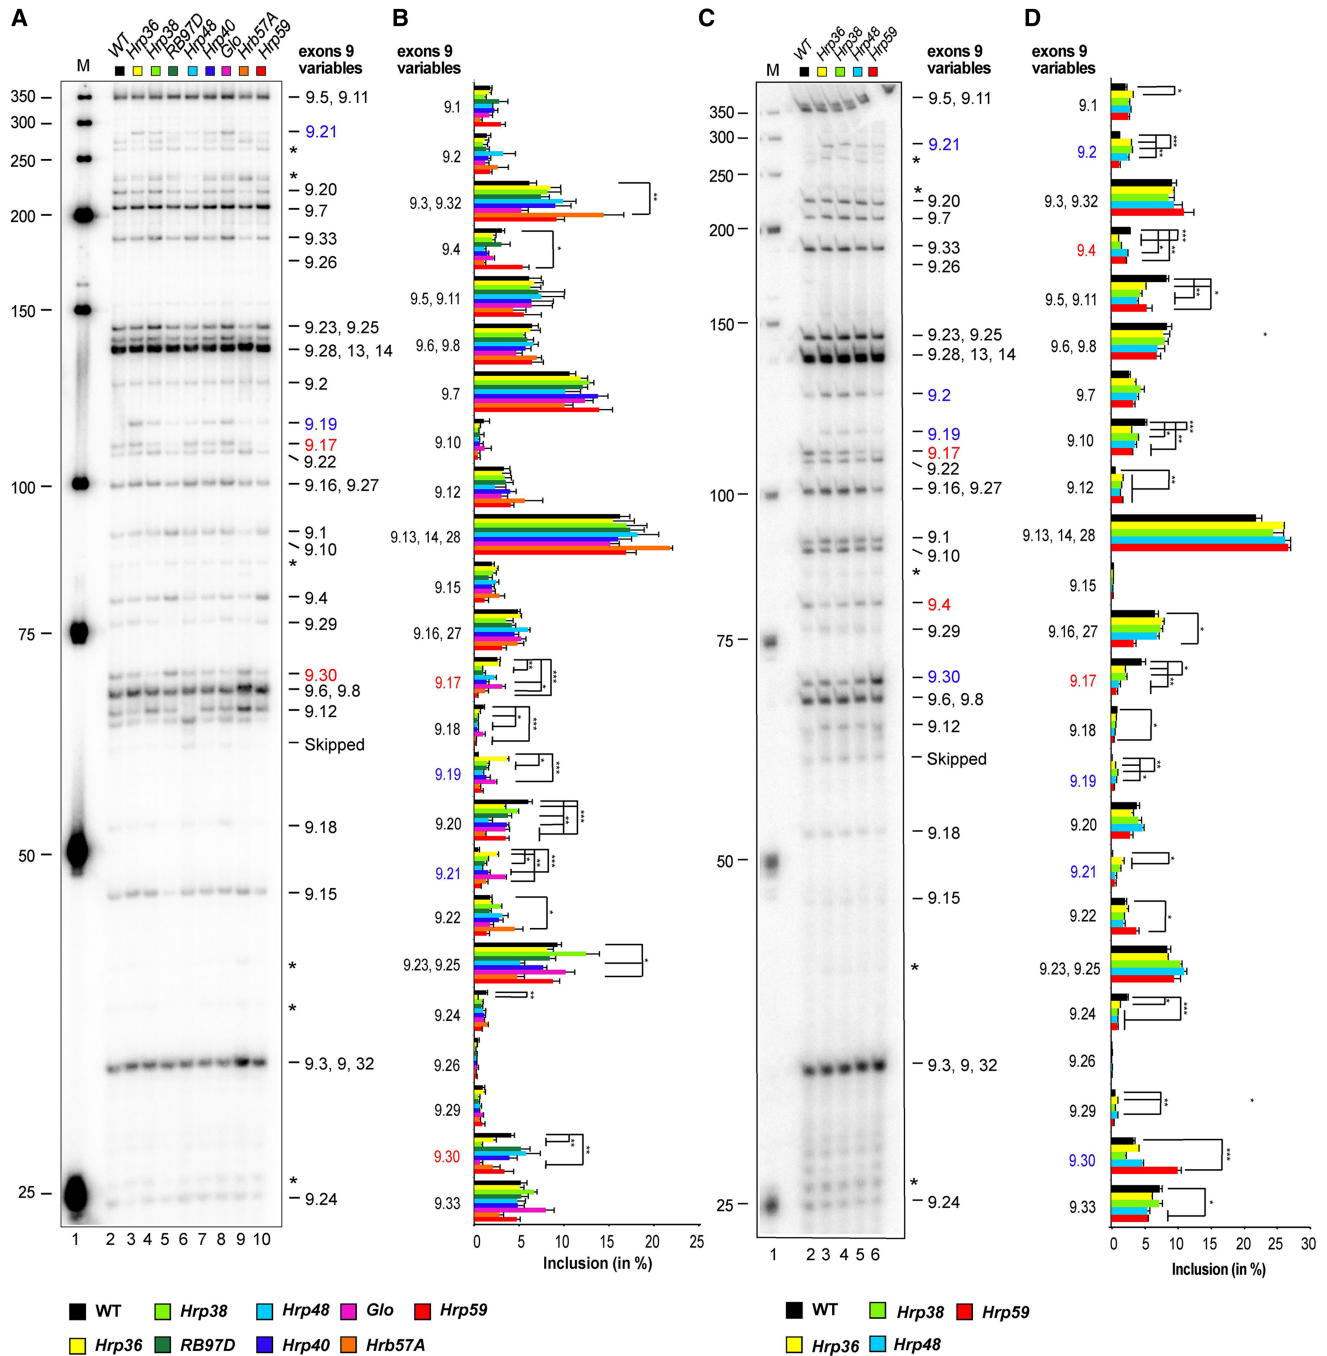 A
WT Hrp36 Hrp38 RB97D Hrp48 Hrp40 Glo Hrb57A Hrp59
M
exons 9
variables
350
300
250
200
150
100
75
50
25
9.5, 9.11
9.21
*
*
9.20
9.7
9.33
9.26
9.23, 9.25
9.28, 13, 14
9.2
9.19
9.17
9.22
9.16, 9.27
9.1
9.10
*
9.4
9.29
9.30
9.6, 9.8
9.12
Skipped
9.18
9.15
*
*
9.3, 9, 32
*
9.24
1 2 3 4 5 6 7 8 9 10
B
exons 9
variables
9.1
9.2
9.3, 9.32 **
9.4 *
9.5, 9.11
9.6, 9.8
9.7
9.10
9.12
9.13, 14, 28
9.15
9.16, 27
9.17 ** * ***
9.18 * ***
9.19 * ***
9.20 ** ***
9.21 * ** ***
9.22 *
9.23, 9.25 *
9.24 **
9.26
9.29
9.30 ** **
9.33
0 5 10 15 20 25
Inclusion (in %)
WT Hrp38 Hrp48 Glo Hrp59
Hrp36 RB97D Hrp40 Hrb57A
C
WT Hrp36 Hrp38 Hrp48 Hrp59
M
exons 9
variables
350
300
250
200
150
100
75
50
25
9.5, 9.11
9.21
*
*
9.20
9.7
9.33
9.26
9.23, 9.25
9.28, 13, 14
9.2
9.19
9.17
9.22
9.16, 9.27
9.1
9.10
*
9.4
9.29
9.30
9.6, 9.8
9.12
Skipped
9.18
9.15
*
9.3, 9, 32
*
9.24
1 2 3 4 5 6
D
exons 9
variables
9.1 *
9.2 ** ***
9.3, 9.32
9.4 * ** ***
9.5, 9.11 ** *
9.6, 9.8 *
9.7
9.10 * ** ***
9.12 **
9.13, 14, 28
9.15
9.16, 27 *
9.17 ** *
9.18 *
9.19 * **
9.20
9.21 *
9.22 *
9.23, 9.25
9.24 * ***
9.26
9.29 ** *
9.30 ***
9.33 *
0 5 10 15 20 25 30
Inclusion (in %)
WT Hrp38 Hrp59
Hrp36 Hrp48